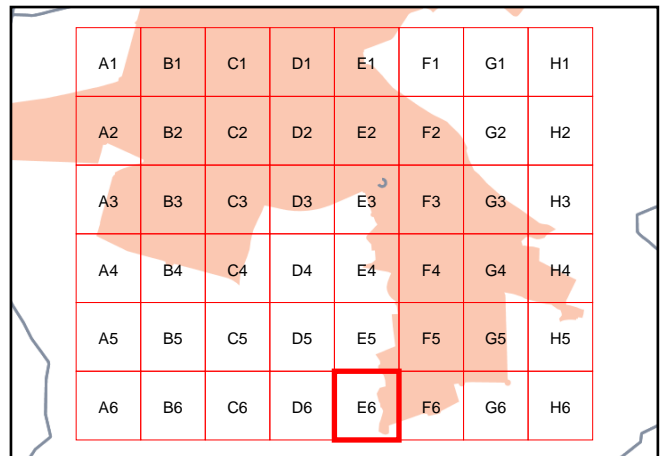 A1 B1 C1 D1 E1 F1 G1 H1
A2 B2 C2 D2 E2 F2 G2 H2
A3 B3 C3 D3 E3 F3 G3 H3
A4 B4 C4 D4 E4 F4 G4 H4
A5 B5 C5 D5 E5 F5 G5 H5
A6 B6 C6 D6 E6 F6 G6 H6